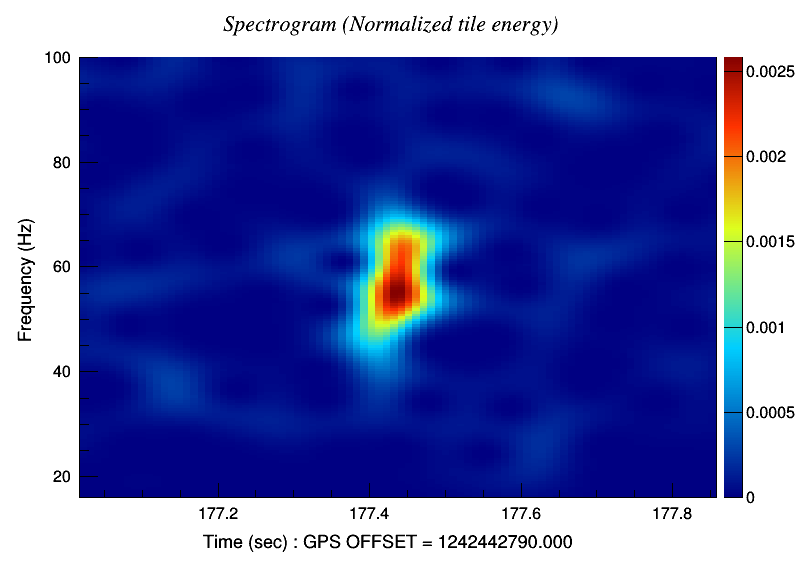 Spectrogram (Normalized tile energy)
100
80
60
40
20
Frequency (Hz)
177.2 177.4 177.6 177.8
Time (sec) : GPS OFFSET = 1242442790.000
0.0025
0.002
0.0015
0.001
0.0005
0